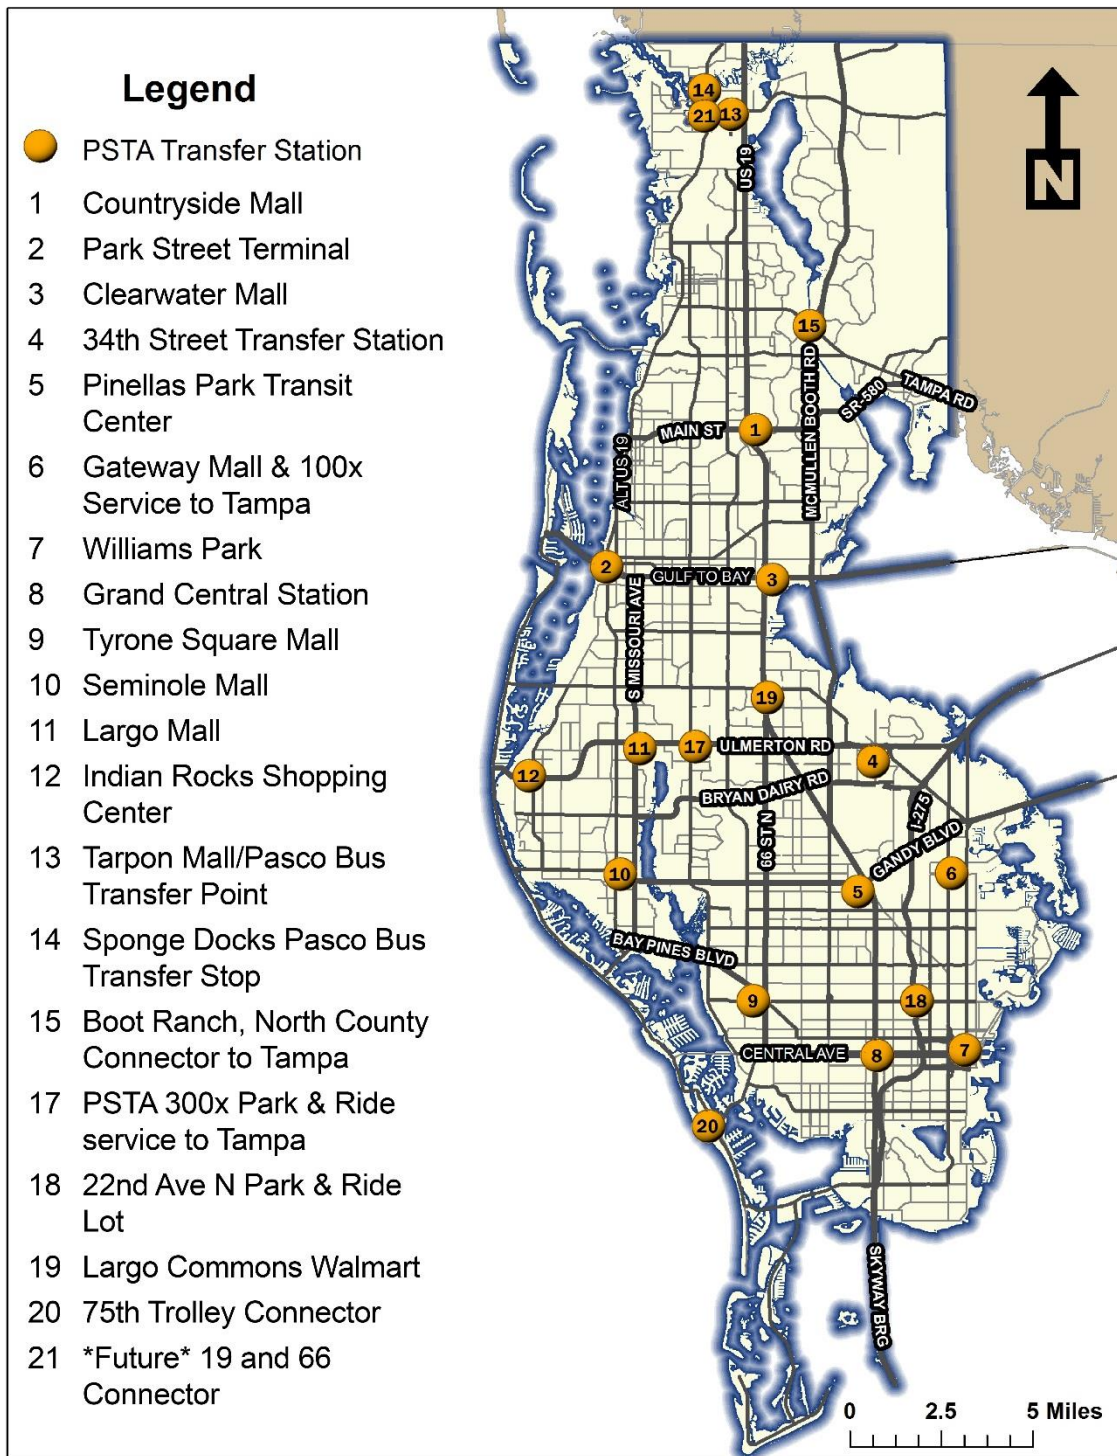 Legend
PSTA Transfer Station
1 Countryside Mall
2 Park Street Terminal
3 Clearwater Mall
4 34th Street Transfer Station
5 Pinellas Park Transit
Center
6 Gateway Mall & 100x
Service to Tampa
7 Williams Park
8 Grand Central Station
9 Tyrone Square Mall
10 Seminole Mall
11 Largo Mall
12 Indian Rocks Shopping
Center
13 Tarpon Mall/Pasco Bus
Transfer Point
14 Sponge Docks Pasco Bus
Transfer Stop
15 Boot Ranch, North County
Connector to Tampa
17 PSTA 300x Park & Ride
service to Tampa
18 22nd Ave N Park & Ride
Lot
19 Largo Commons Walmart
20 75th Trolley Connector
21 *Future* 19 and 66
Connector
N
14
21
13
US 19
15
MCMULLEN BOOTH RD
TAMPA RD
SR-580
MAIN ST
1
ALT US 19
2
GULF TO BAY
3
S MISSOURI AVE
19
11
17
ULMERTON RD
4
12
BRYAN DAIRY RD
I-275
66 ST N
GANDY BLVD
10
5
6
BAY PINES BLVD
9
18
CENTRAL AVE
8
7
20
SKYWAY BRG
0 2.5 5 Miles